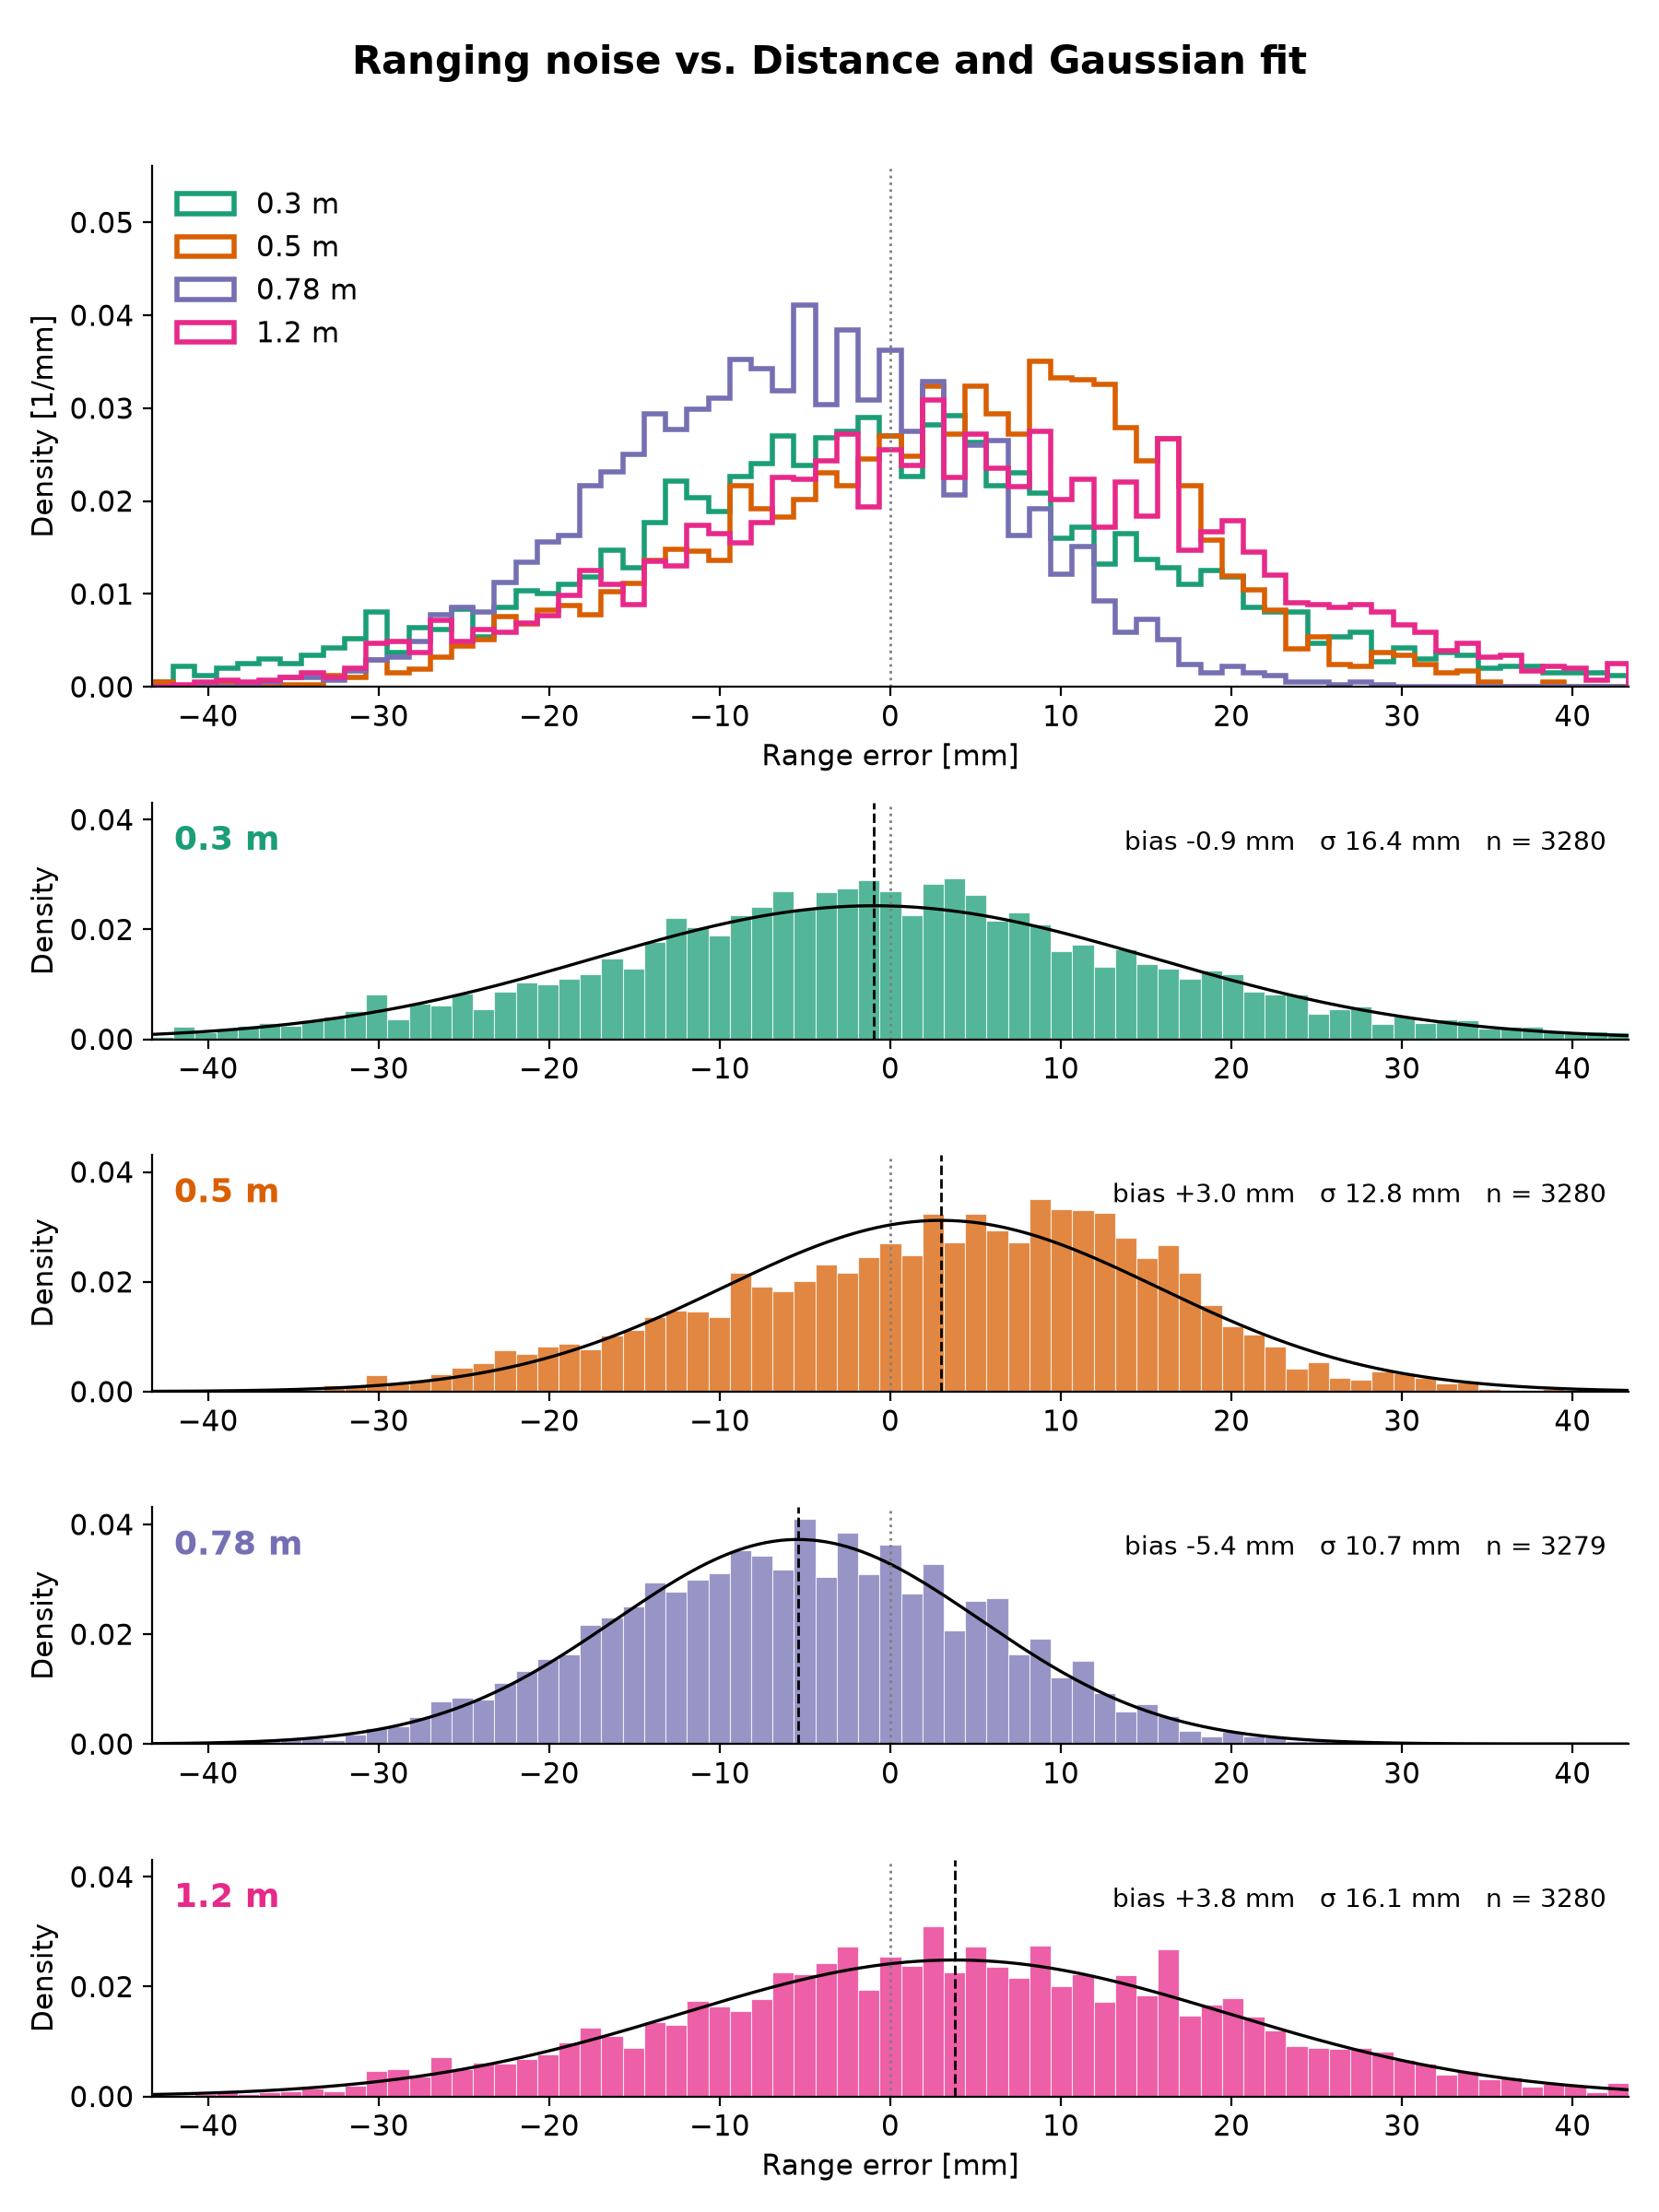 Ranging noise vs. Distance and Gaussian fit
0.3 m
0.5 m
0.78 m
1.2 m
Density [1/mm]
0.05
0.04
0.03
0.02
0.01
0.00
−40 −30 −20 −10 0 10 20 30 40
Range error [mm]
0.3 m
bias -0.9 mm σ 16.4 mm n = 3280
Density
0.04
0.02
0.00
−40 −30 −20 −10 0 10 20 30 40
0.5 m
bias +3.0 mm σ 12.8 mm n = 3280
Density
0.04
0.02
0.00
−40 −30 −20 −10 0 10 20 30 40
0.78 m
bias -5.4 mm σ 10.7 mm n = 3279
Density
0.04
0.02
0.00
−40 −30 −20 −10 0 10 20 30 40
1.2 m
bias +3.8 mm σ 16.1 mm n = 3280
Density
0.04
0.02
0.00
−40 −30 −20 −10 0 10 20 30 40
Range error [mm]